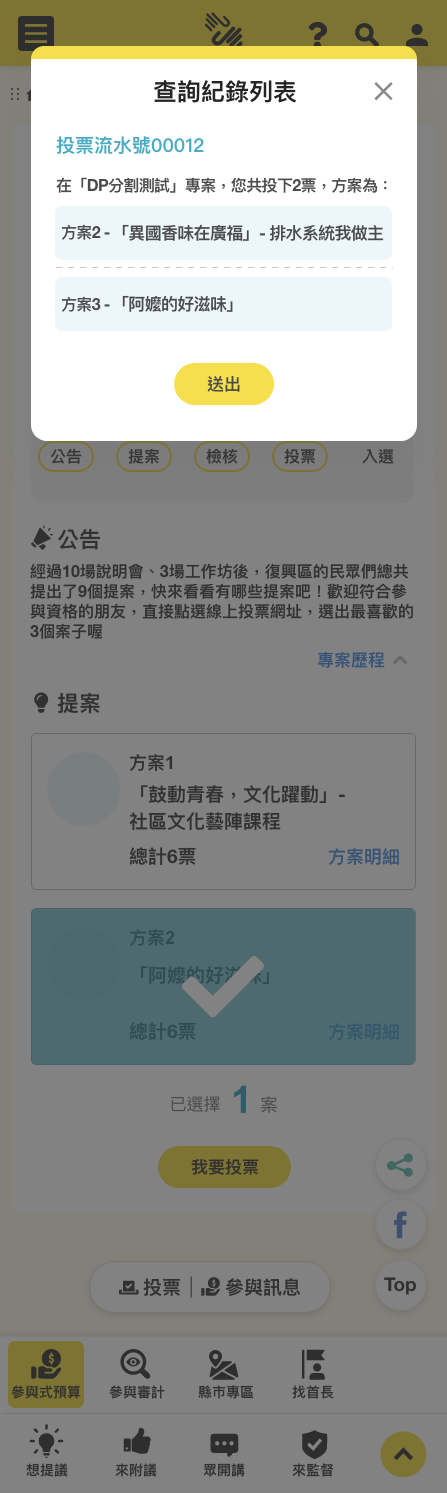 查詢紀錄列表
投票流水號00012
在「DP分割測試」專案，您共投下2票，方案為：
方案2 - 「異國香味在廣福」- 排水系統我做主
方案3 - 「阿嬤的好滋味」
送出
公告 提案 檢核 投票 入選
公告
經過10場說明會、3場工作坊後，復興區的民眾們總共
提出了9個提案，快來看看有哪些提案吧！歡迎符合參
與資格的朋友，直接點選線上投票網址，選出最喜歡的
3個案子喔
專案歷程
提案
方案1
「鼓動青春，文化躍動」-
社區文化藝陣課程
總計6票 方案明細
方案2
「阿嬤的好滋味」
總計6票 方案明細
已選擇 1 案
我要投票
Top
投票 | 參與訊息
參與式預算 參與審計 縣市專區 找首長
想提議 來附議 眾開講 來監督